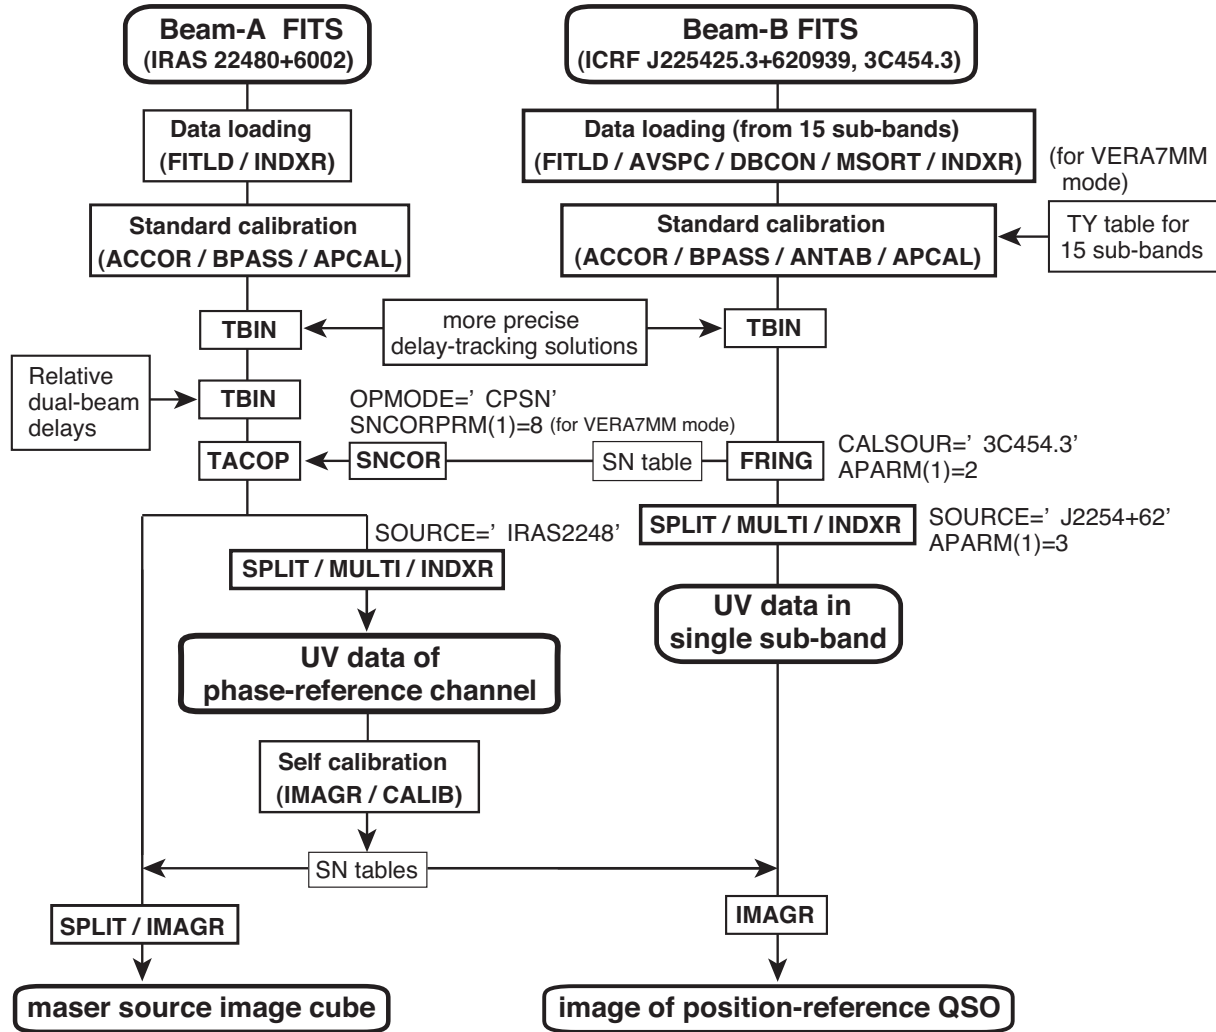 Beam-A FITS
(IRAS 22480+6002)
Beam-B FITS
(ICRF J225425.3+620939, 3C454.3)
Data loading
(FITLD / INDXR)
Data loading (from 15 sub-bands)
(FITLD / AVSPC / DBCON / MSORT / INDXR)
(for VERA7MM
mode)
Standard calibration
(ACCOR / BPASS / APCAL)
Standard calibration
(ACCOR / BPASS / ANTAB / APCAL)
TY table for
15 sub-bands
TBIN
more precise
delay-tracking solutions
TBIN
Relative
dual-beam
delays
TBIN
OPMODE=' CPSN'
SNCORPRM(1)=8 (for VERA7MM mode)
TACOP
SNCOR
SN table
FRING
CALSOUR=' 3C454.3'
APARM(1)=2
SOURCE=' IRAS2248'
SPLIT / MULTI / INDXR
SPLIT / MULTI / INDXR
SOURCE=' J2254+62'
APARM(1)=3
UV data of
phase-reference channel
UV data in
single sub-band
Self calibration
(IMAGR / CALIB)
SN tables
SPLIT / IMAGR
IMAGR
maser source image cube
image of position-reference QSO